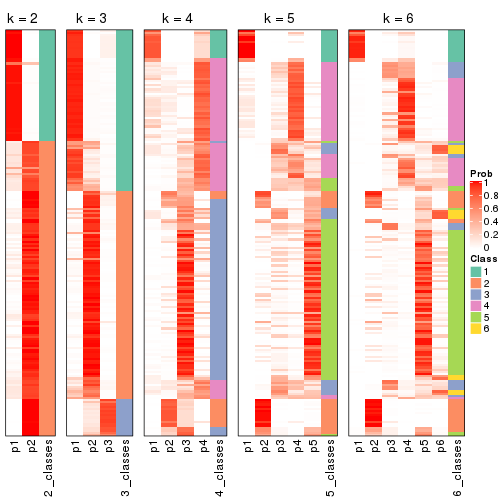 k = 2
k = 3
k = 4
k = 5
k = 6
p1
p2
2_classes
p1
p2
p3
3_classes
p1
p2
p3
p4
4_classes
p1
p2
p3
p4
p5
5_classes
p1
p2
p3
p4
p5
p6
6_classes
Prob
1
0.8
0.6
0.4
0.2
0
Class
1
2
3
4
5
6